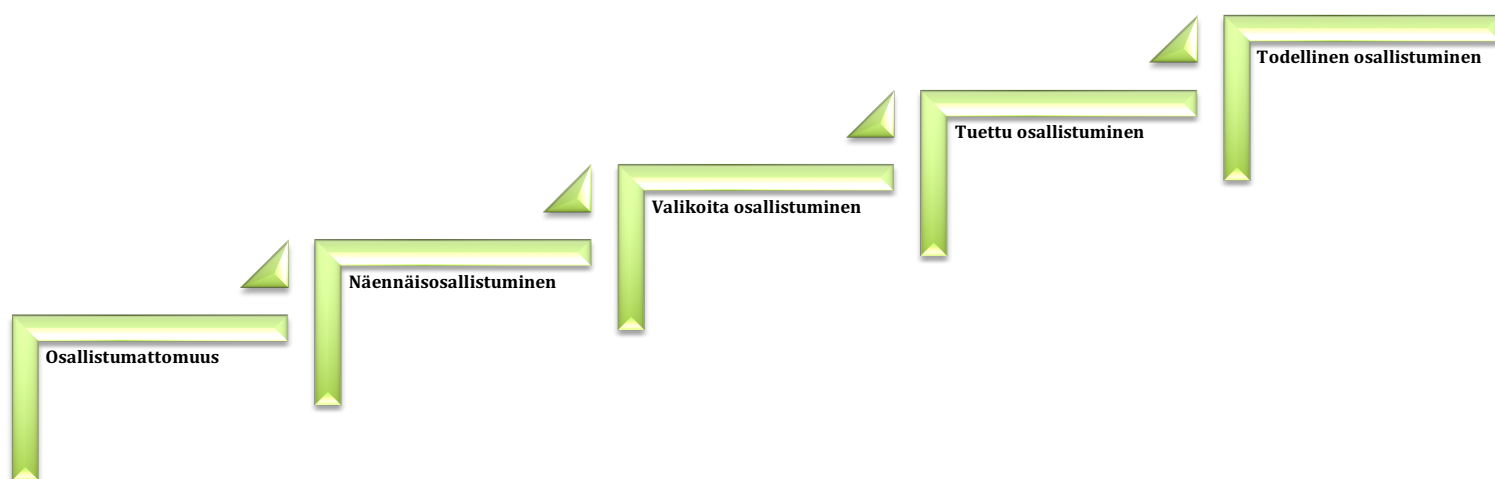 Todellinen osallistuminen
Tuettu osallistuminen
Valikoita osallistuminen
Näennäisosallistuminen
Osallistumattomuus